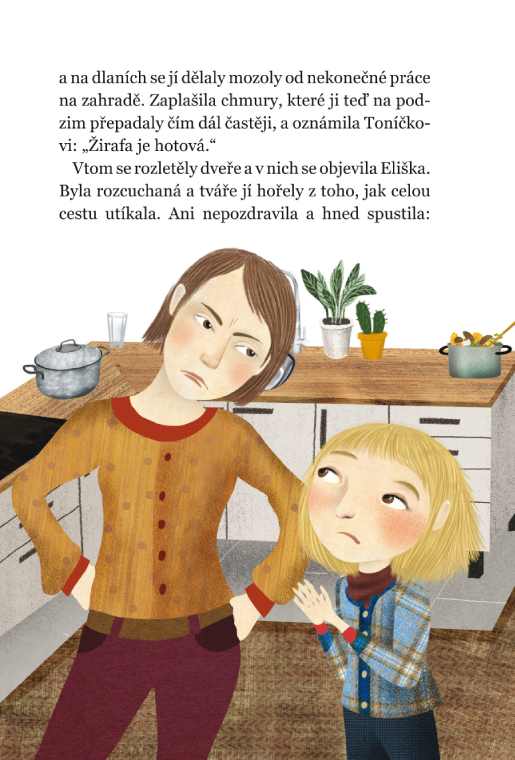 a na dlaních se jí dělaly mozoly od nekonečné práce
na zahradě. Zaplašila chmury, které ji teď na pod-
zim přepadaly čím dál častěji, a oznámila Toníčko-
vi: „Žirafa je hotová.“
Vtom se rozletěly dveře a v nich se objevila Eliška.
Byla rozcuchaná a tváře jí hořely z toho, jak celou
cestu utíkala. Ani nepozdravila a hned spustila: